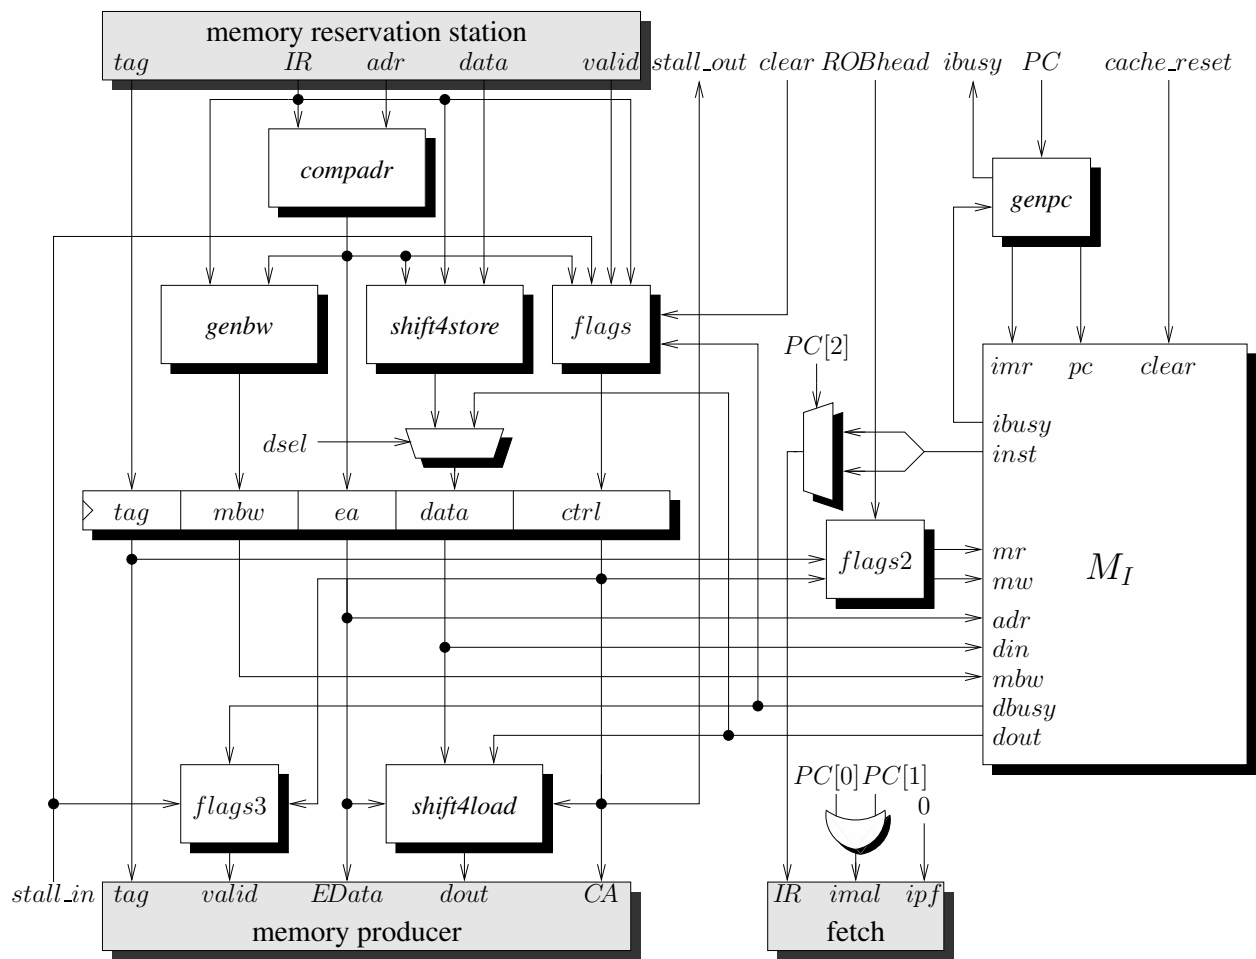 memory reservation station
tag IR adr data valid stall_out clear ROBhead ibusy PC cache_reset
compadr
genpc
genbw shift4store flags
PC[2]
imr pc clear
ibusy
dsel
inst
tag mbw ea data ctrl
flags2
mr
M_I
mw
adr
din
mbw
dbusy
dout
PC[0] PC[1]
0
flags3 shift4load
stall_in tag valid EData dout CA IR imal ipf
memory producer fetch